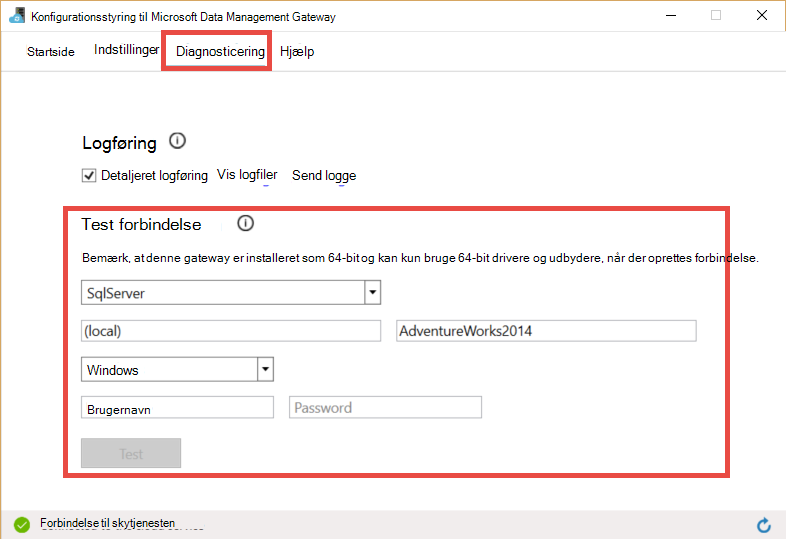 Konfigurationsstyring til Microsoft Data Management Gateway
Startside Indstillinger Diagnosticering Hjælp
Logføring
Detaljeret logføring Vis logfiler Send logge
Test forbindelse
Bemærk, at denne gateway er installeret som 64-bit og kan kun bruge 64-bit drivere og udbydere, når der oprettes forbindelse.
SqlServer
(local) AdventureWorks2014
Windows
Brugernavn Password
Test
Forbindelse til skytjenesten